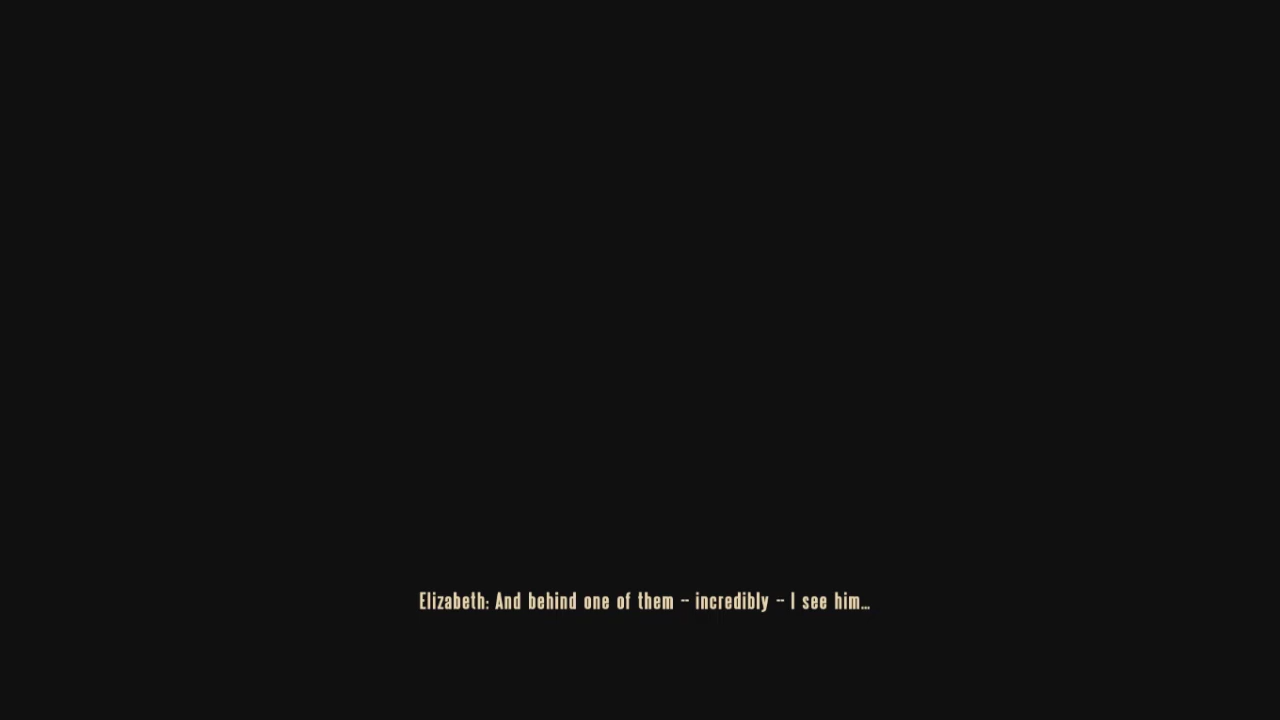 Elizabeth: And behind one of them -- incredibly -- I see him...